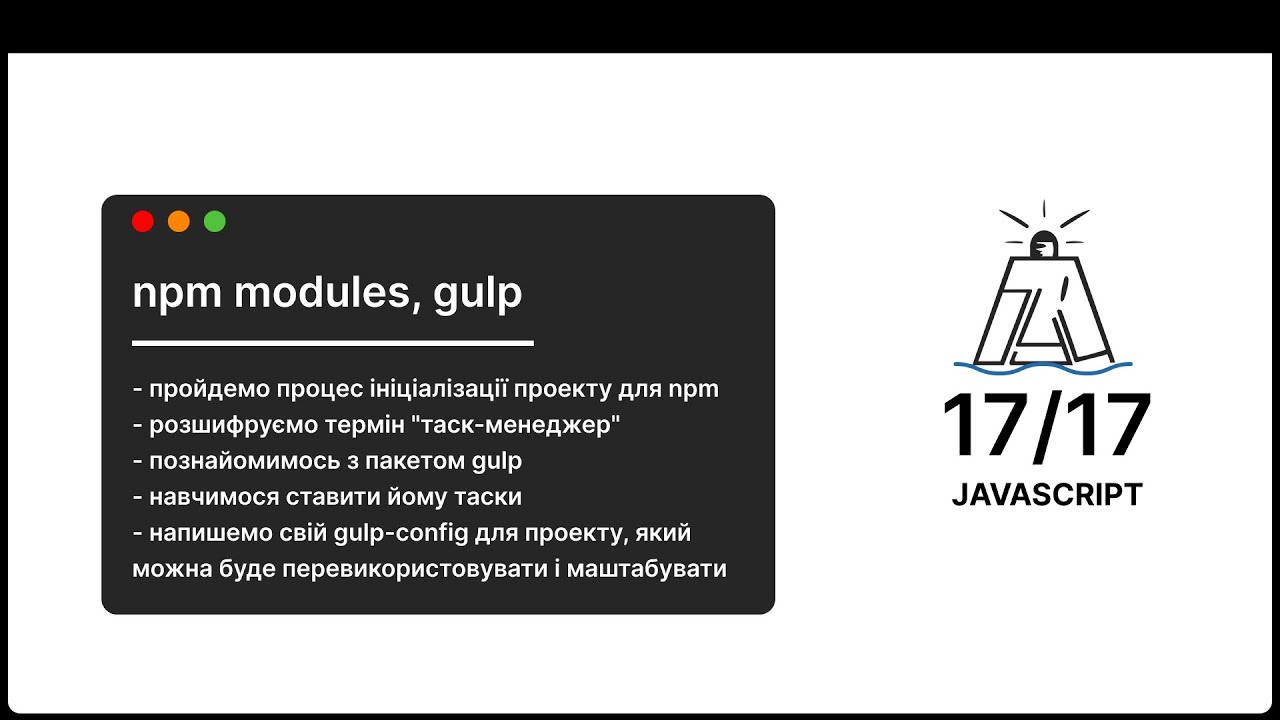 npm modules, gulp
- пройдемо процес ініціалізації проекту для npm
- розшифруємо термін "таск-менеджер"
- познайомимось з пакетом gulp
- навчимося ставити йому таски
- напишемо свій gulp-config для проекту, який
можна буде перевикористовувати і маштабувати
17/17
JAVASCRIPT